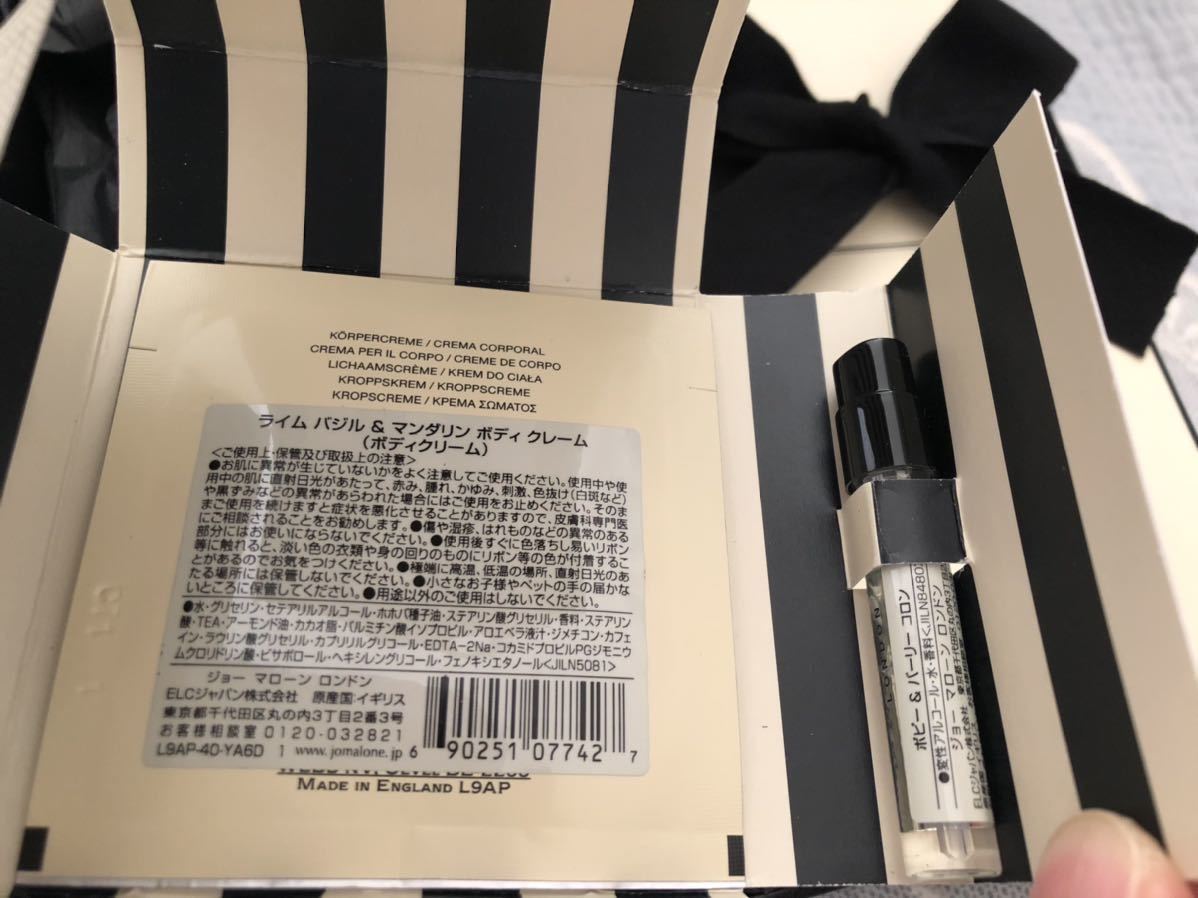 KÖRPERCREME / CREMA CORPORAL
CREMA PER IL CORPO / CREME DE CORPO
LICHAAMSCRÈME / KREM DO CIAŁA
KROPPSKREM / KROPPSCREME
KROPSCREME / ΚΡΕΜΑ ΣΩΜΑΤΟΣ
ライム バジル & マンダリン ボディ クレーム
(ボディクリーム)
<ご使用上・保管及び取扱上の注意>
●お肌に異常が生じていないかをよく注意してご使用ください。使用中や使
用中の肌に直射日光があたって、赤み、腫れ、かゆみ、刺激、色抜け(白斑など)
や黒ずみなどの異常があらわれた場合にはご使用をお止めください。そのま
まご使用を続けますと症状を悪化させることがありますので、皮膚科専門医
にご相談されることをお勧めします。●傷や湿疹、はれものなどの異常のある
部分にはお使いにならないでください。●使用後すぐに色落ちし易いリボン
等に触れると、淡い色の衣類や身の回りのものにリボン等の色が付着するこ
とがあるのでお気をつけください。●極端に高温、低温の場所、直射日光のあ
たる場所には保管しないでください。●小さなお子様やペットの手の届かな
いところに保管してください。●用途以外のご使用はしないでください。
●水・グリセリン・セテアリルアルコール・ホホバ種子油・ステアリン酸グリセリル・香料・ステアリン
酸・TEA・アーモンド油・カカオ脂・パルミチン酸イソプロピル・アロエベラ液汁・ジメチコン・カフェ
イン・ラウリン酸グリセリル・カプリリルグリコール・EDTA-2Na・コカミドプロピルPGジモニウ
ムクロリドリン酸・ビサボロール・ヘキシレングリコール・フェノキシエタノール<JILN5081>
ジョー マローン ロンドン
ELCジャパン株式会社 原産国:イギリス
東京都千代田区丸の内3丁目2番3号
お客様相談室 0120-032821
L9AP-40-YA6D 1 www.jomalone.jp
6 90251 07742 7
MADE IN ENGLAND L9AP
LONDON
ポピー & バーリー コロン
●変性アルコール・水・香料<JILN8480
ジョー マローン ロンドン
ELCジャパン株式会社